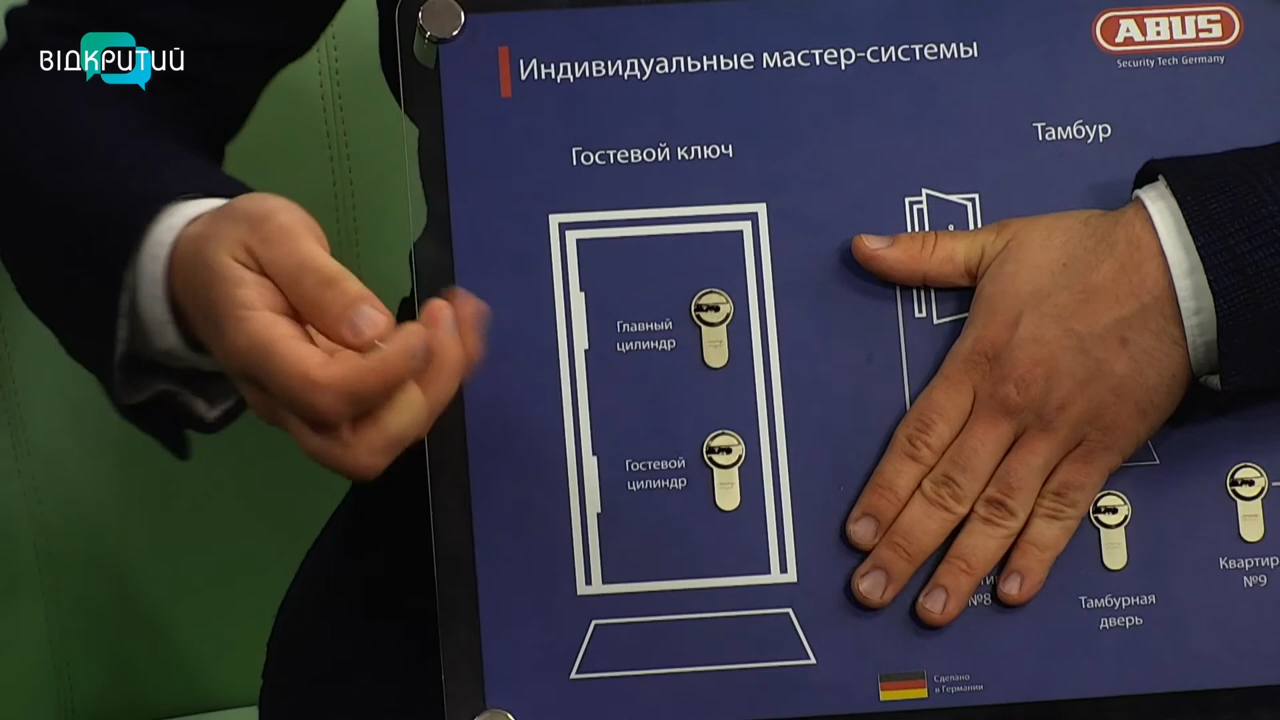 ВІДКРИТИЙ
Индивидуальные мастер-системы
ABUS
Security Tech Germany
Гостевой ключ
Тамбур
Главный
цилиндр
Гостевой
цилиндр
№8
Тамбурная
дверь
Квартир
№9
Сделано
в Германии